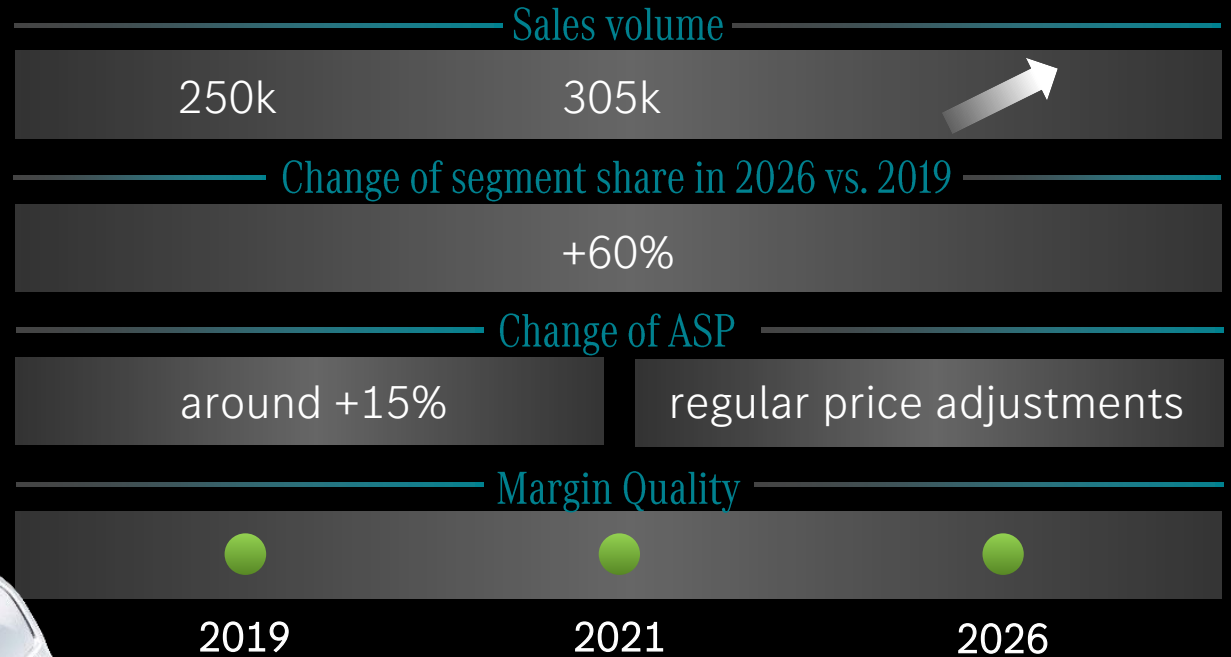 Sales volume
250k 305k
Change of segment share in 2026 vs. 2019
+60%
Change of ASP
around +15% regular price adjustments
Margin Quality
2019 2021 2026